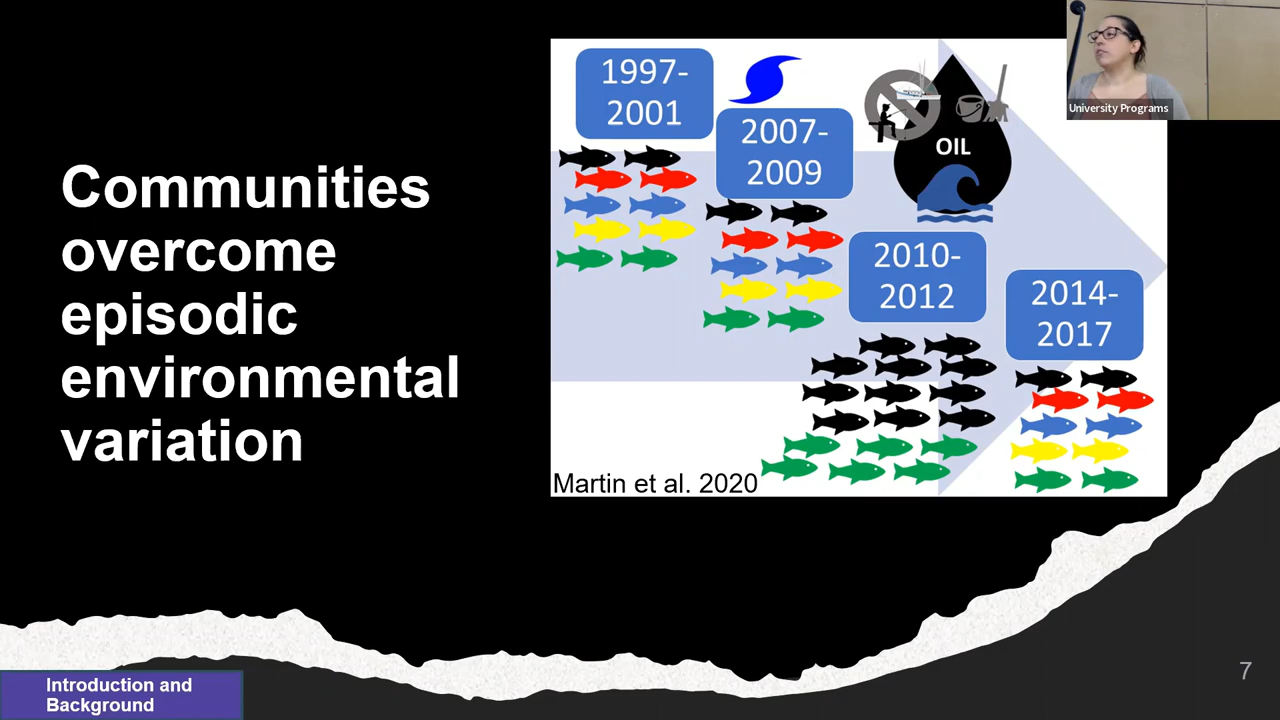 Communities
overcome
episodic
environmental
variation
1997-
2001
2007-
2009
OIL
2010-
2012
2014-
2017
Martin et al. 2020
University Programs
Introduction and
Background
7